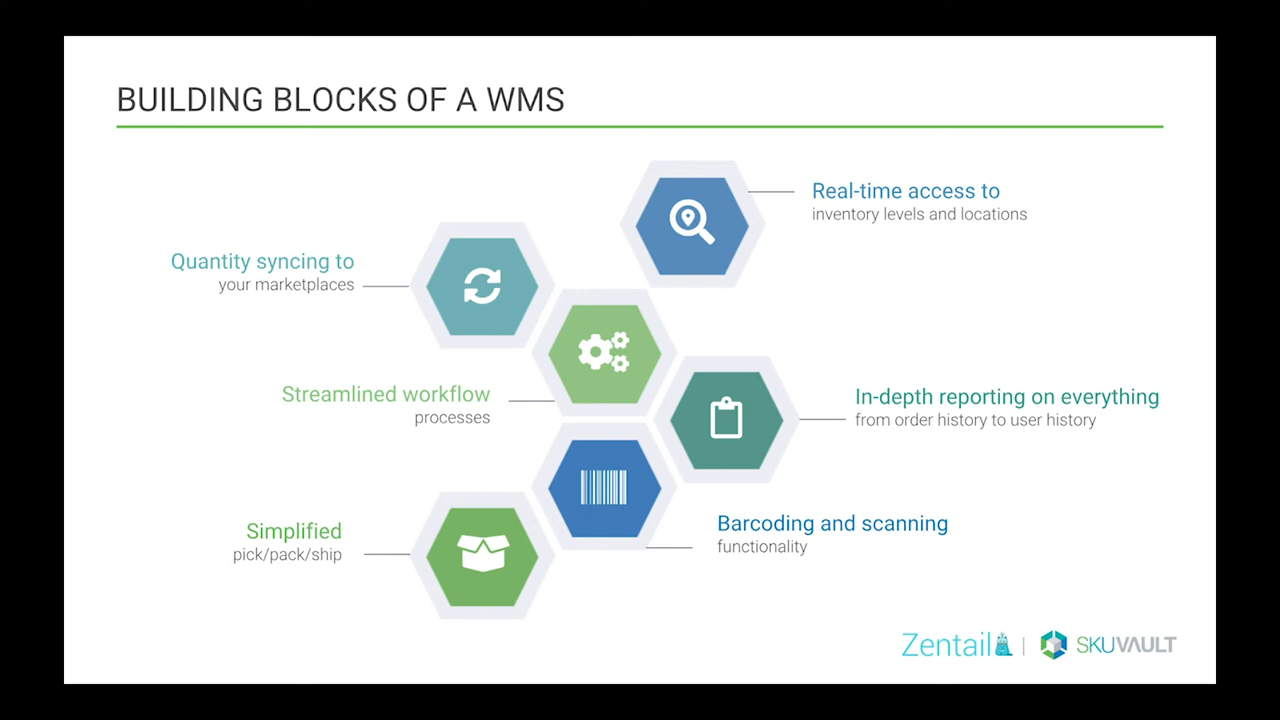 BUILDING BLOCKS OF A WMS
Real-time access to
inventory levels and locations
Quantity syncing to
your marketplaces
Streamlined workflow
processes
In-depth reporting on everything
from order history to user history
Simplified
pick/pack/ship
Barcoding and scanning
functionality
Zentail | SKUVAULT